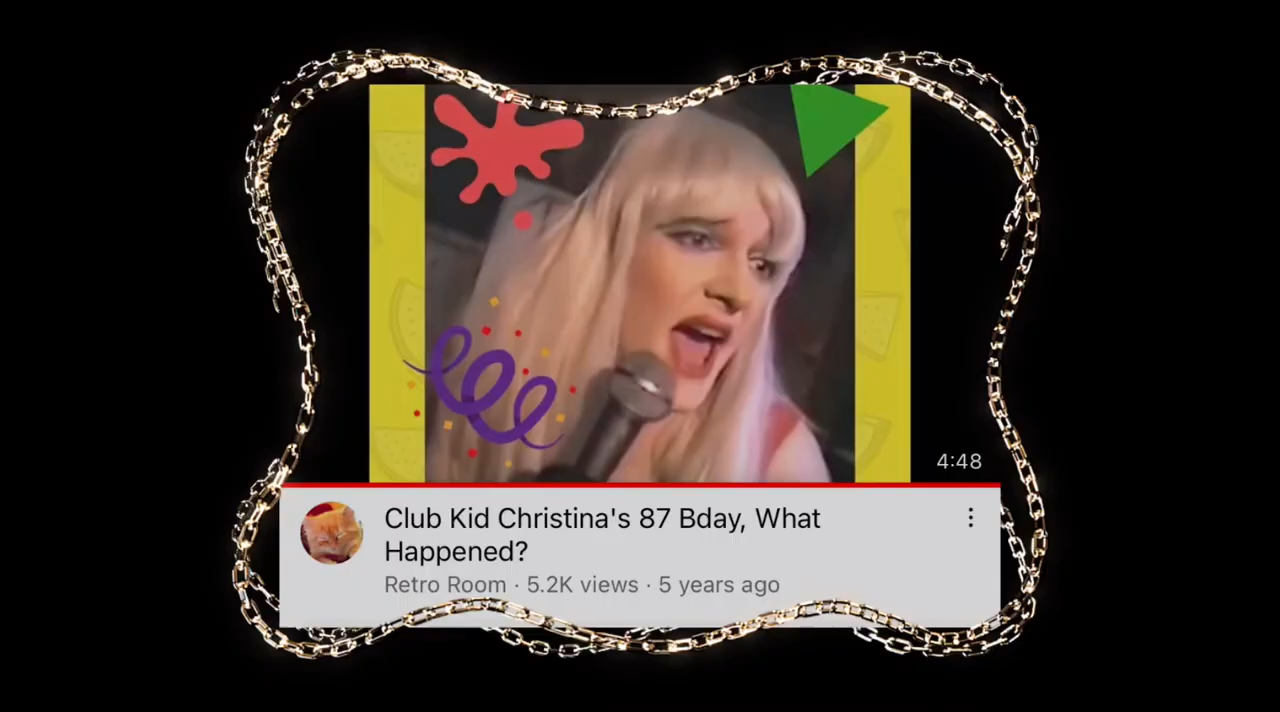 4:48
Club Kid Christina's 87 Bday, What
Happened?
Retro Room · 5.2K views · 5 years ago